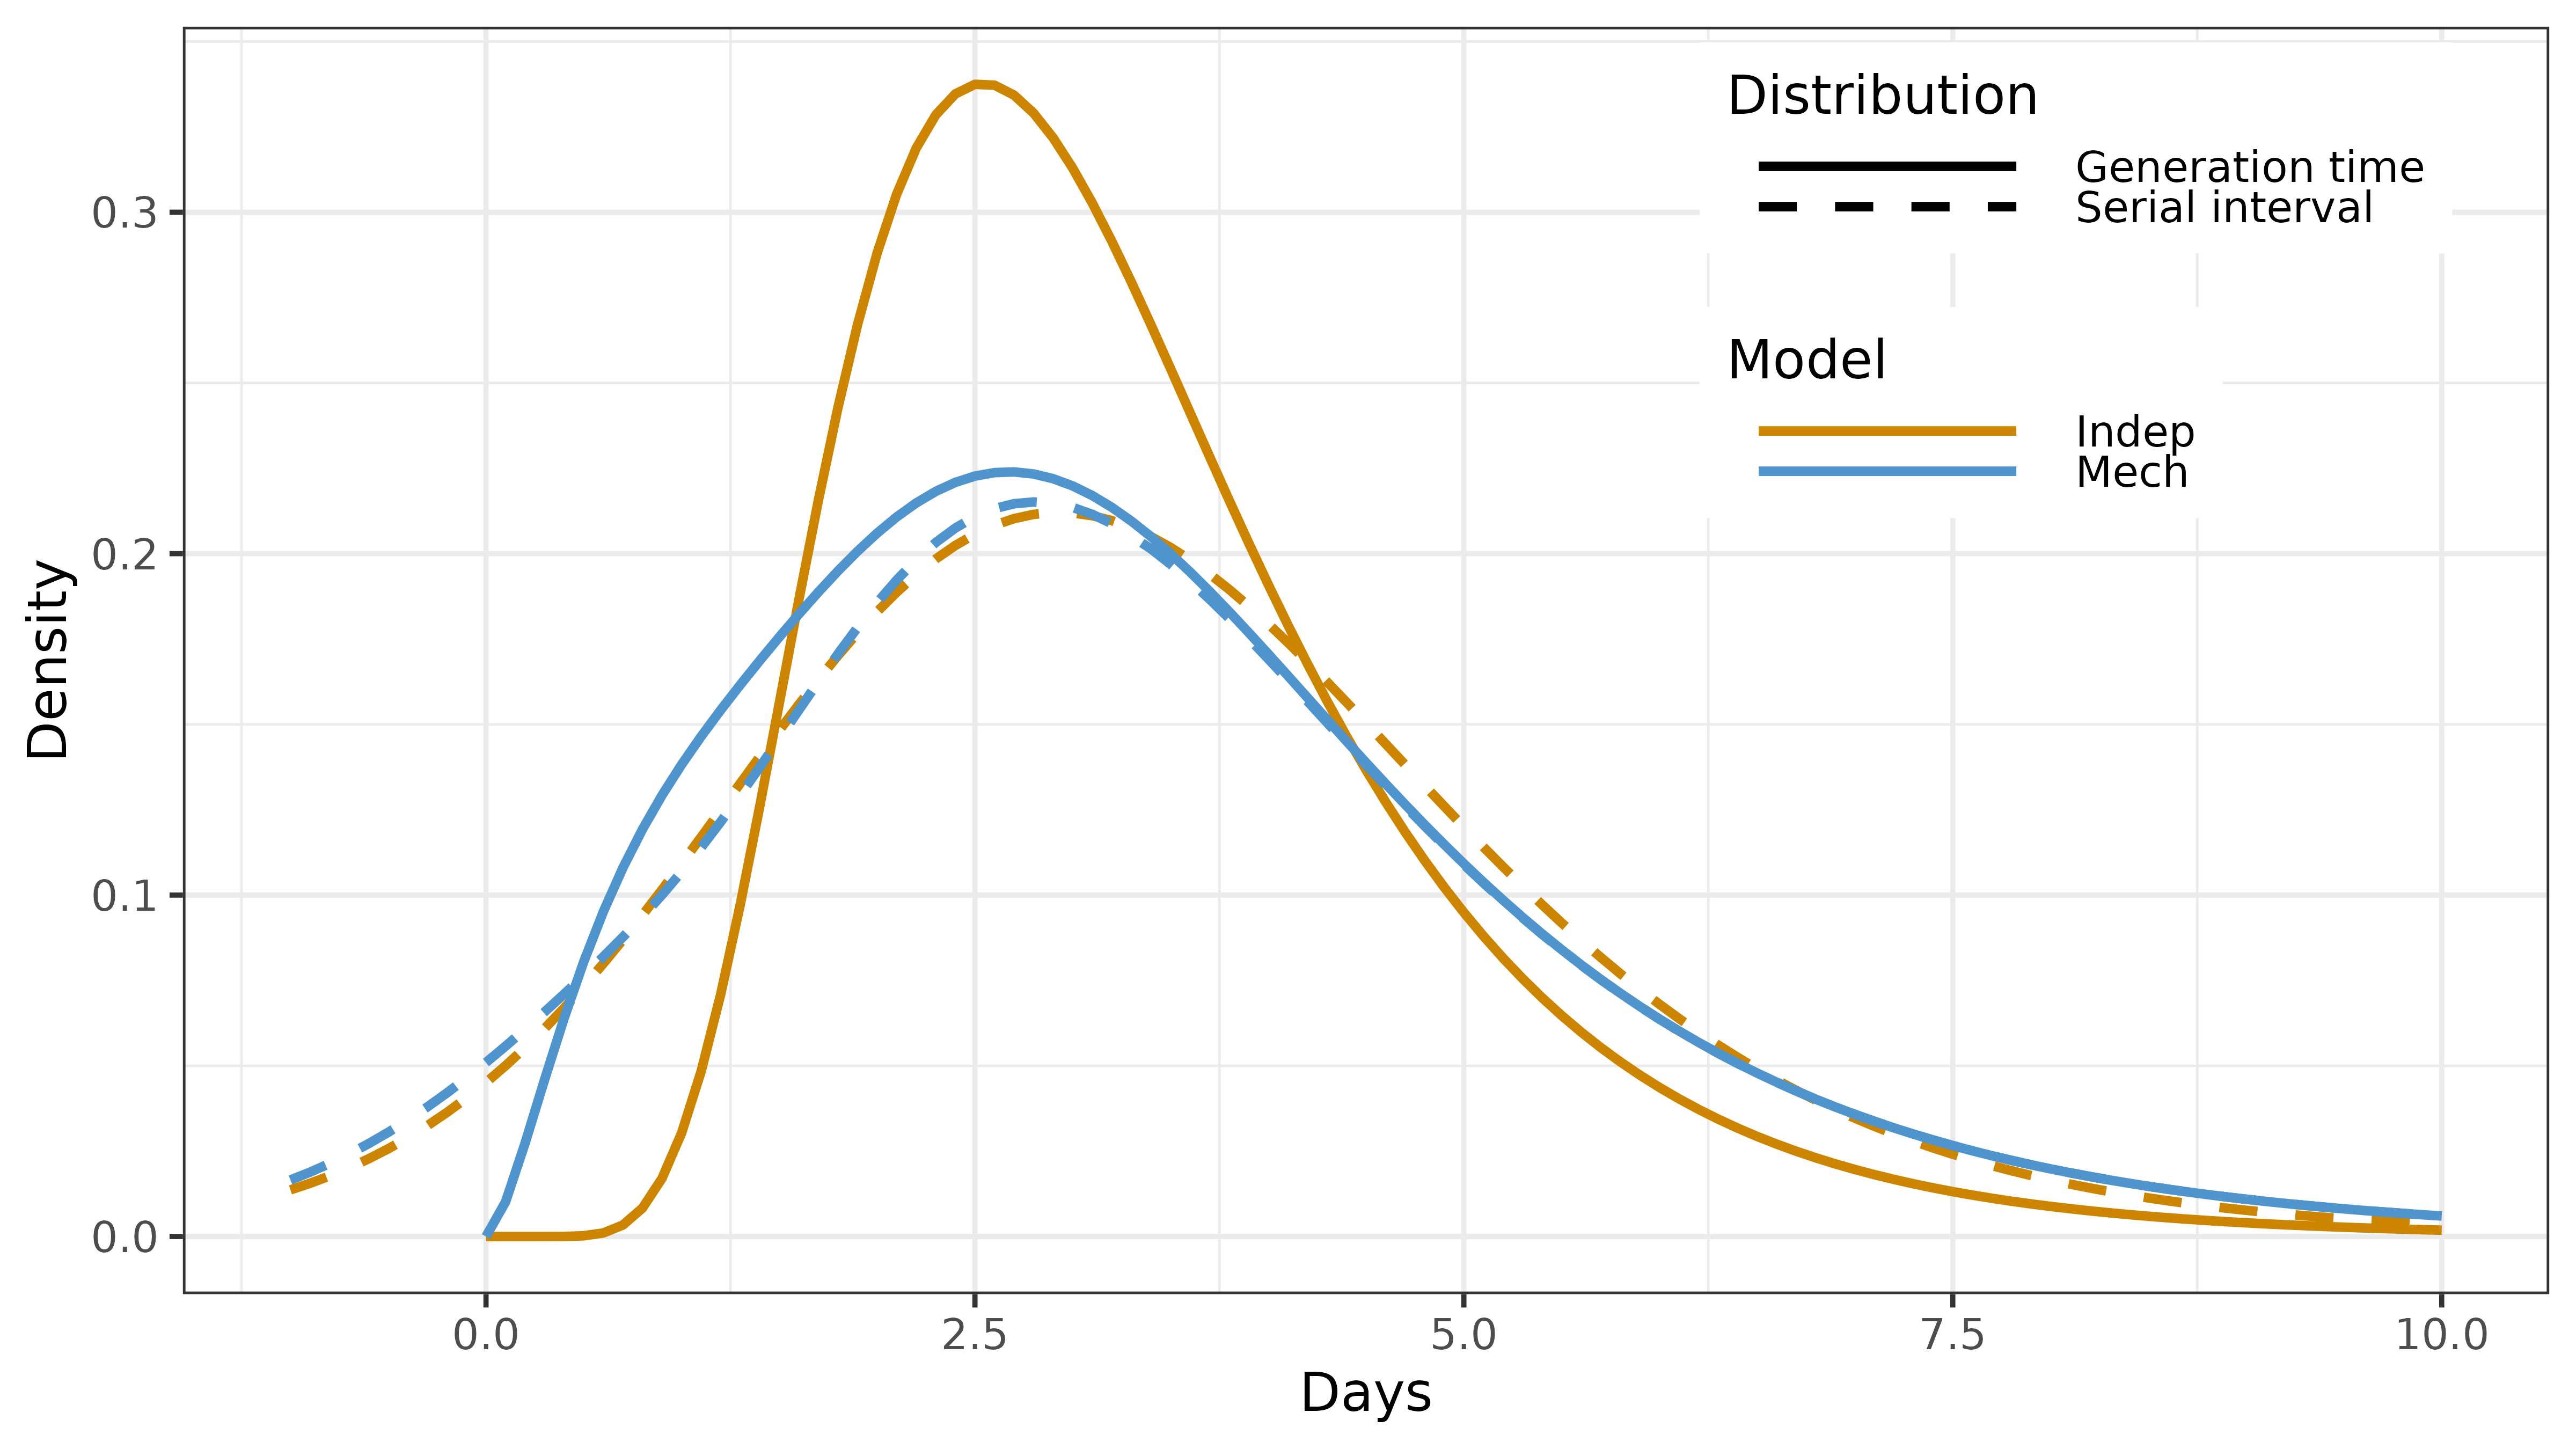 Distribution
Generation time
Serial interval
Model
Indep
Mech
Density
0.3
0.2
0.1
0.0
0.0 2.5 5.0 7.5 10.0
Days